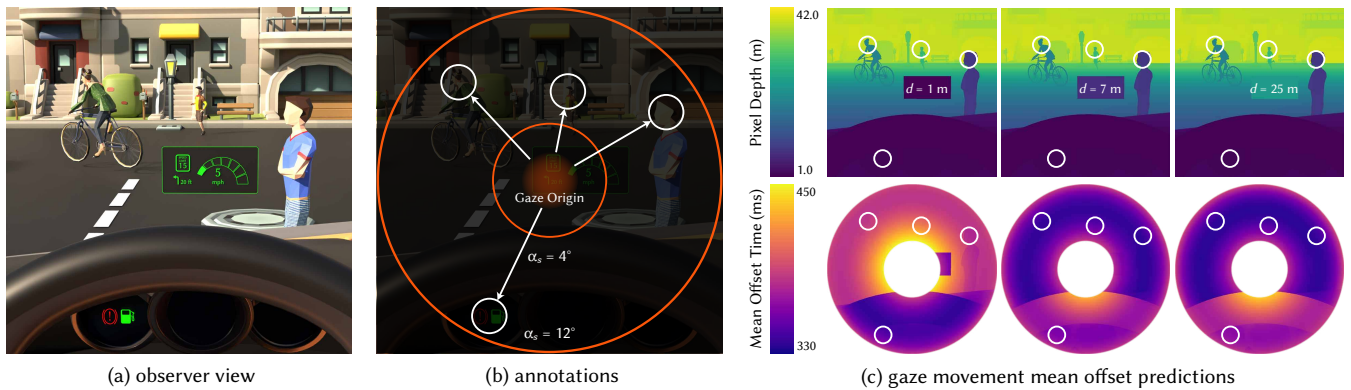 15
20 ft
5
mph
(a) observer view
Gaze Origin
αs = 4°
αs = 12°
(b) annotations
Pixel Depth (m)
42.0
1.0
d = 1 m
d = 7 m
d = 25 m
Mean Offset Time (ms)
450
330
(c) gaze movement mean offset predictions